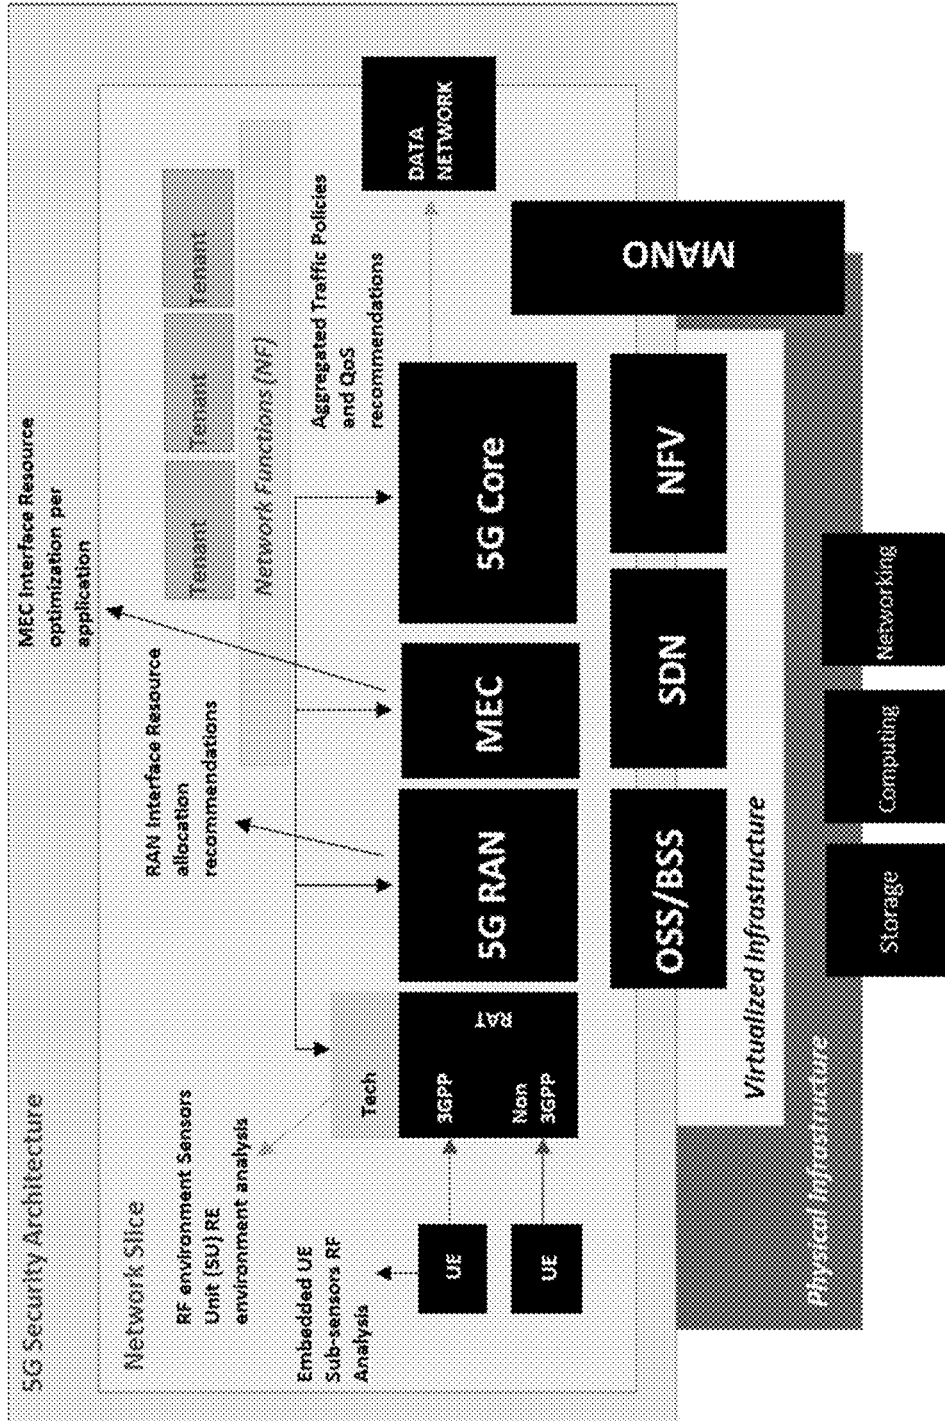 5G Security Architecture
MEC Interface Resource
optimization per
application
Network Slice
RAN Interface Resource
allocation
recommendations
Tenant
Tenant
Tenant
Network Functions (NF)
RF environment Sensors
Unit (SU) RE
environment analysis
Embedded UE
Sub-sensors RF
Analysis
Aggregated Traffic Policies
and QoS
recommendations
Tech
UE
UE
3GPP
Non
3GPP
RAT
5G RAN
MEC
5G Core
DATA
NETWORK
OSS/BSS
SDN
NFV
MANO
Virtualized Infrastructure
Physical Infrastructure
Storage
Computing
Networking